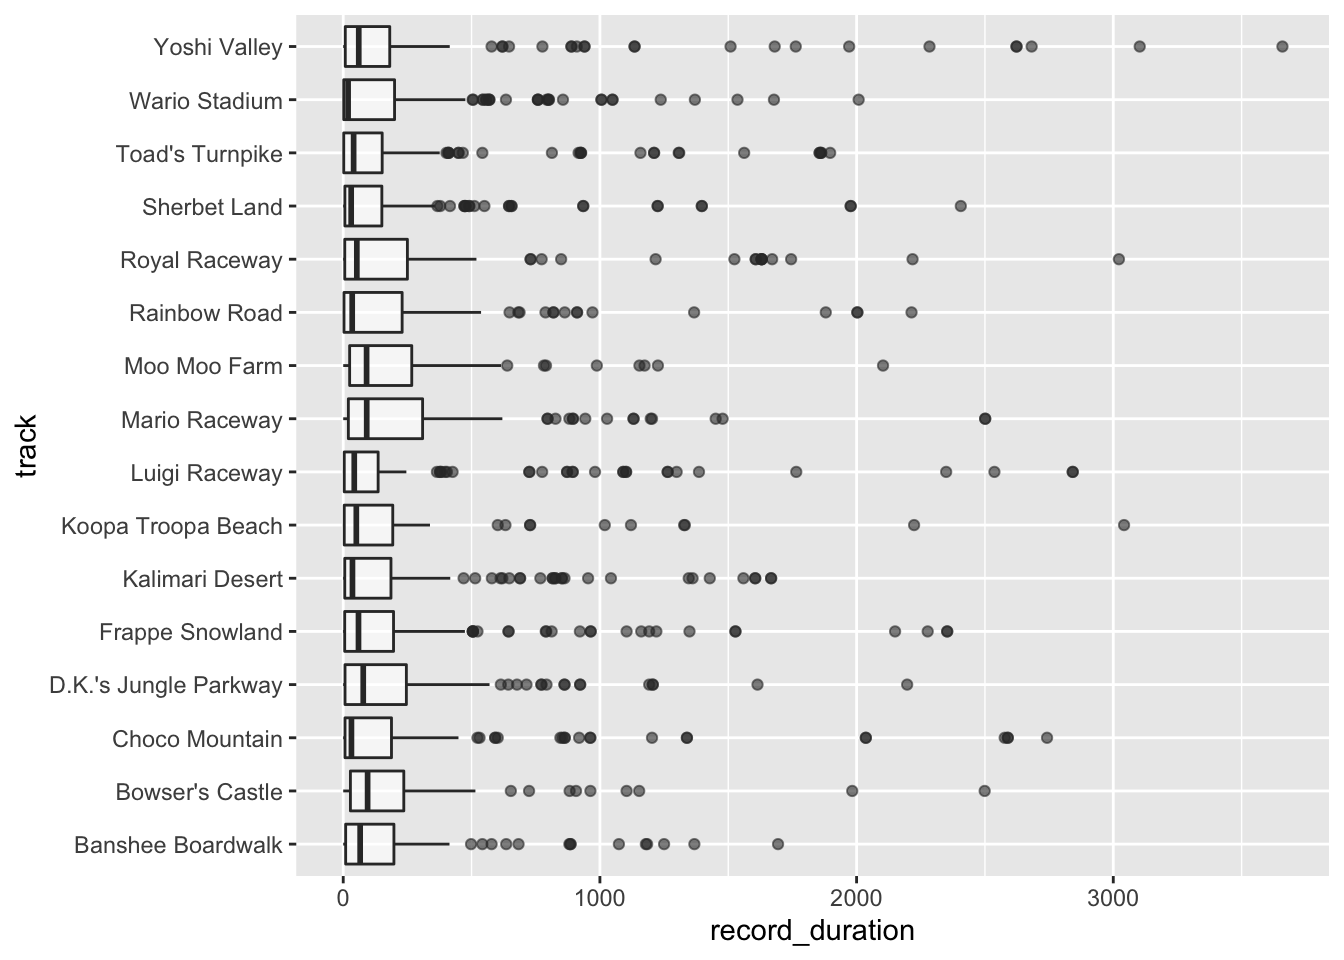 Yoshi Valley
Wario Stadium
Toad's Turnpike
Sherbet Land
Royal Raceway
Rainbow Road
Moo Moo Farm
Mario Raceway
Luigi Raceway
Koopa Troopa Beach
Kalimari Desert
Frappe Snowland
D.K.'s Jungle Parkway
Choco Mountain
Bowser's Castle
Banshee Boardwalk
track
0 1000 2000 3000
record_duration